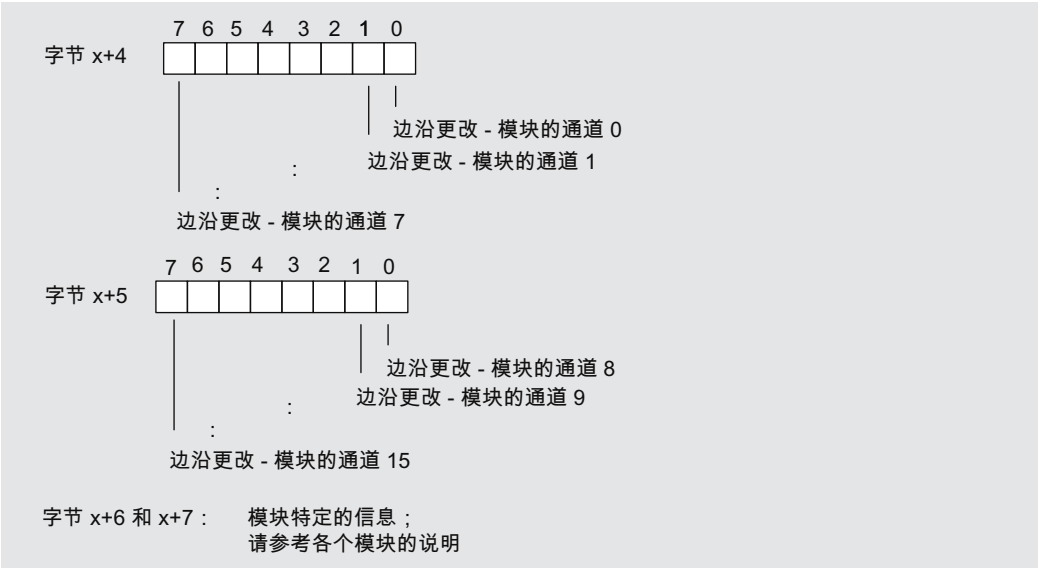 7 6 5 4 3 2 1 0
字节 x+4
边沿更改 - 模块的通道 0
边沿更改 - 模块的通道 1
:
:
边沿更改 - 模块的通道 7
7 6 5 4 3 2 1 0
字节 x+5
边沿更改 - 模块的通道 8
边沿更改 - 模块的通道 9
:
:
边沿更改 - 模块的通道 15
字节 x+6 和 x+7： 模块特定的信息；
请参考各个模块的说明